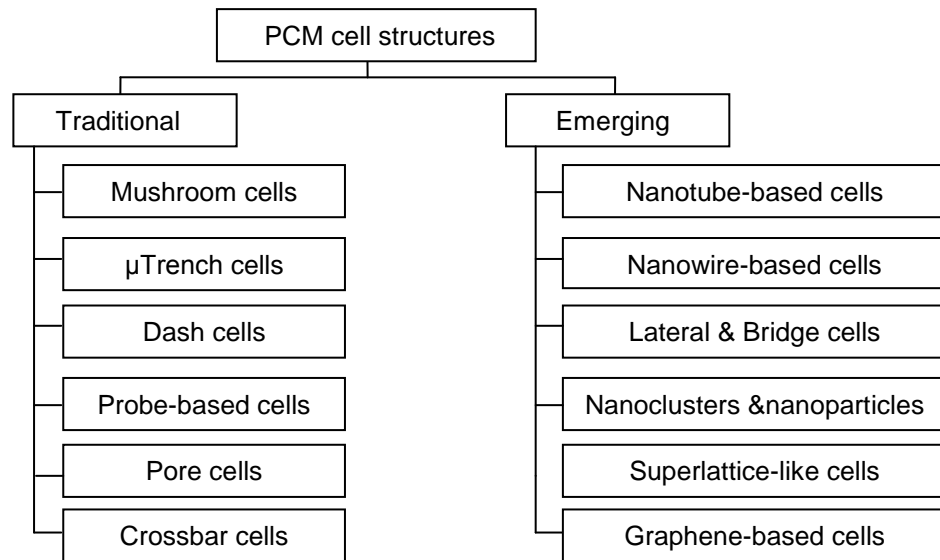 PCM cell structures
Traditional
Emerging
Mushroom cells
µTrench cells
Dash cells
Probe-based cells
Pore cells
Crossbar cells
Nanotube-based cells
Nanowire-based cells
Lateral & Bridge cells
Nanoclusters &nanoparticles
Superlattice-like cells
Graphene-based cells